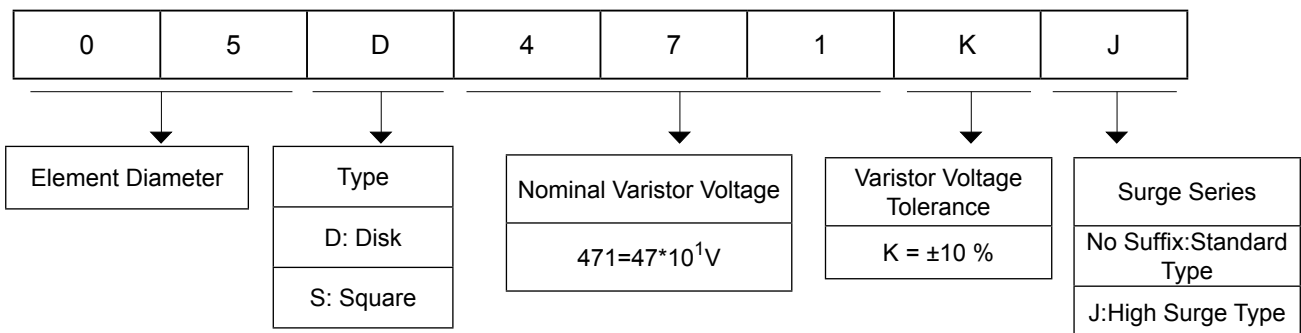 0 5 D 4 7 1 K J
Element Diameter
Type
D: Disk
S: Square
Nominal Varistor Voltage
471=47*10¹V
Varistor Voltage
Tolerance
K = ±10 %
Surge Series
No Suffix:Standard
Type
J:High Surge Type